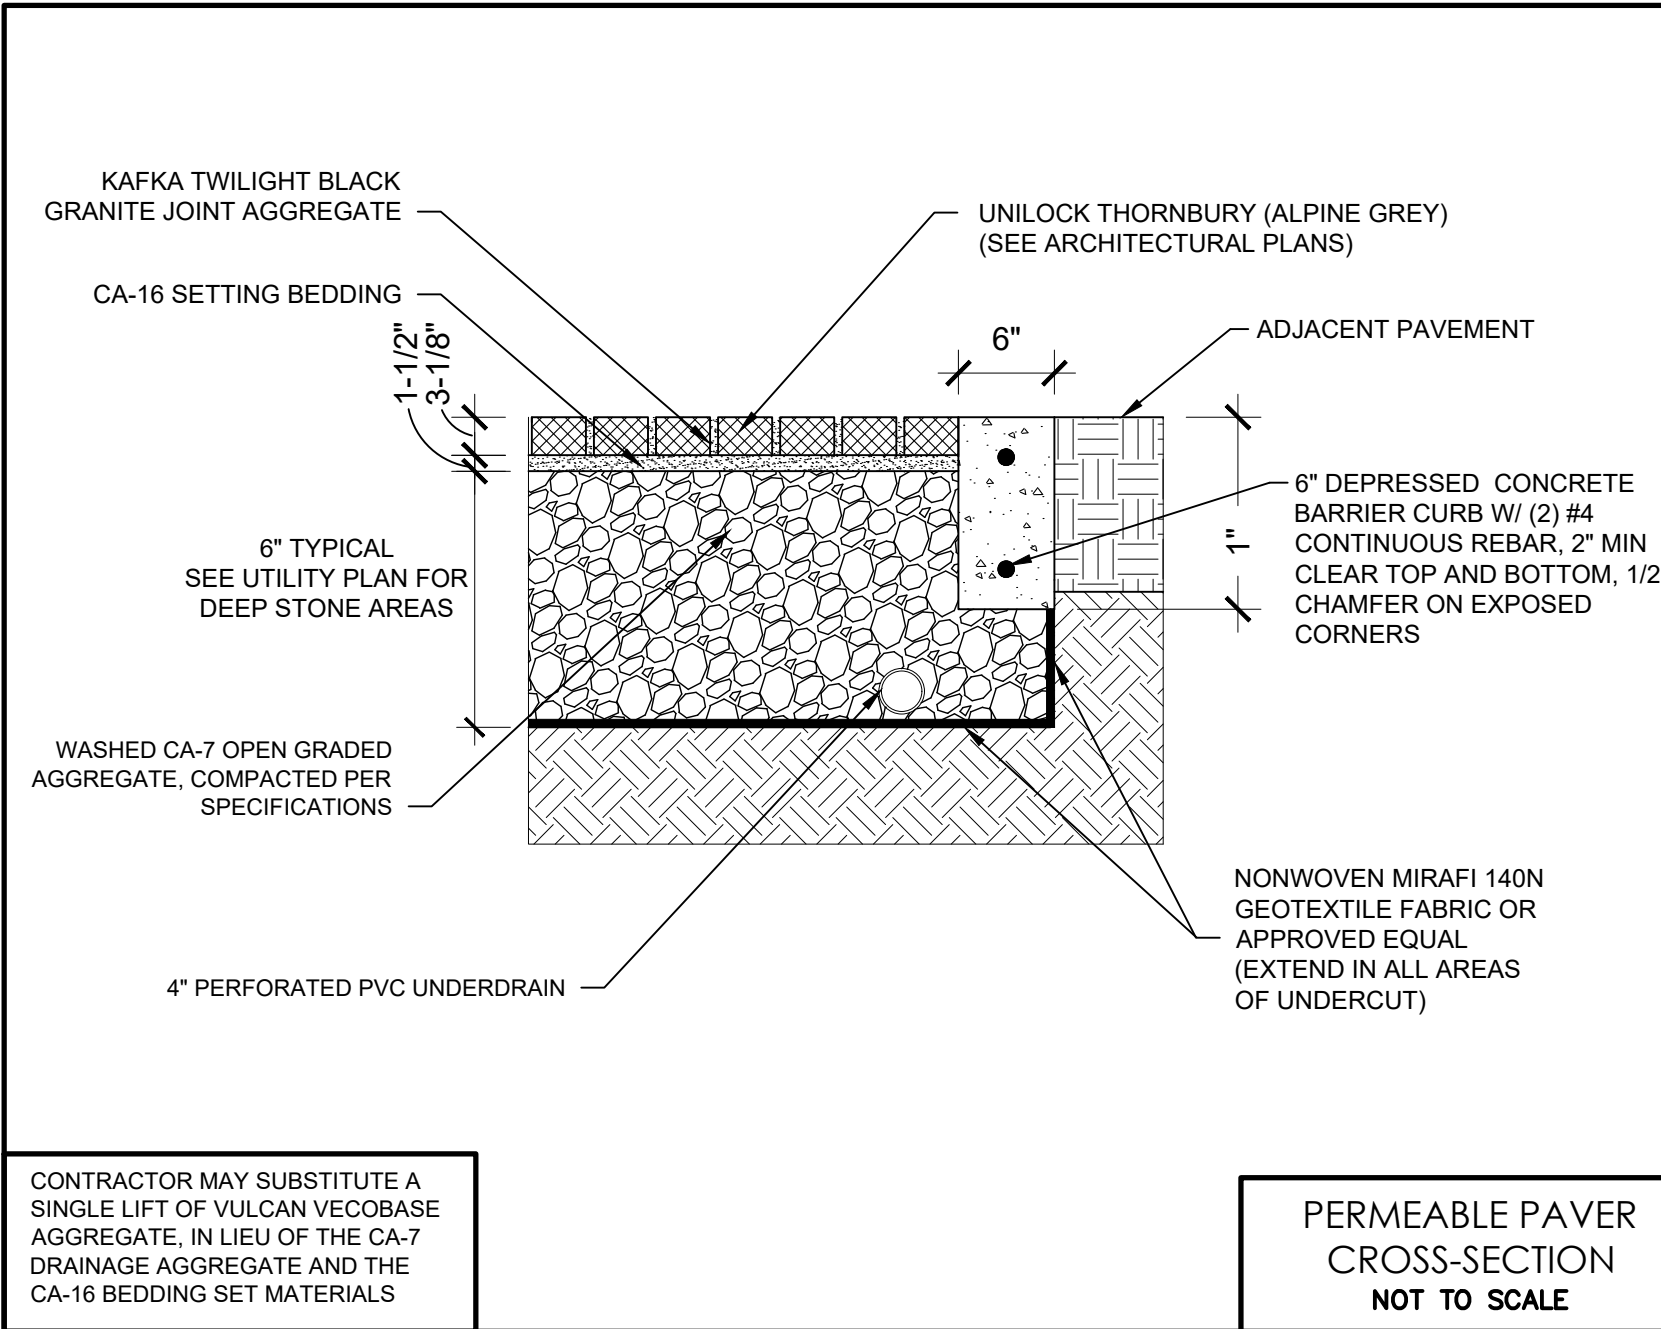 KAFKA TWILIGHT BLACK
GRANITE JOINT AGGREGATE
UNILOCK THORNBURY (ALPINE GREY)
(SEE ARCHITECTURAL PLANS)
CA-16 SETTING BEDDING
1-1/2"
3-1/8"
6"
ADJACENT PAVEMENT
6" TYPICAL
SEE UTILITY PLAN FOR
DEEP STONE AREAS
1"
6" DEPRESSED CONCRETE
BARRIER CURB W/ (2) #4
CONTINUOUS REBAR, 2" MIN
CLEAR TOP AND BOTTOM, 1/2
CHAMFER ON EXPOSED
CORNERS
WASHED CA-7 OPEN GRADED
AGGREGATE, COMPACTED PER
SPECIFICATIONS
NONWOVEN MIRAFI 140N
GEOTEXTILE FABRIC OR
APPROVED EQUAL
(EXTEND IN ALL AREAS
OF UNDERCUT)
4" PERFORATED PVC UNDERDRAIN
CONTRACTOR MAY SUBSTITUTE A
SINGLE LIFT OF VULCAN VECOBASE
AGGREGATE, IN LIEU OF THE CA-7
DRAINAGE AGGREGATE AND THE
CA-16 BEDDING SET MATERIALS
PERMEABLE PAVER
CROSS-SECTION
NOT TO SCALE